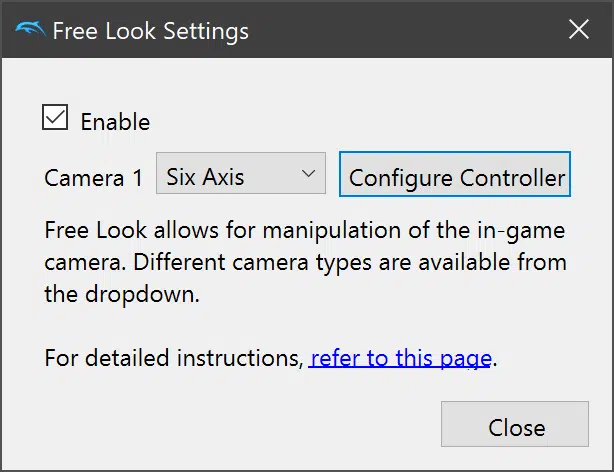 Free Look Settings
Enable
Camera 1 Six Axis Configure Controller
Free Look allows for manipulation of the in-game
camera. Different camera types are available from
the dropdown.
For detailed instructions, refer to this page.
Close